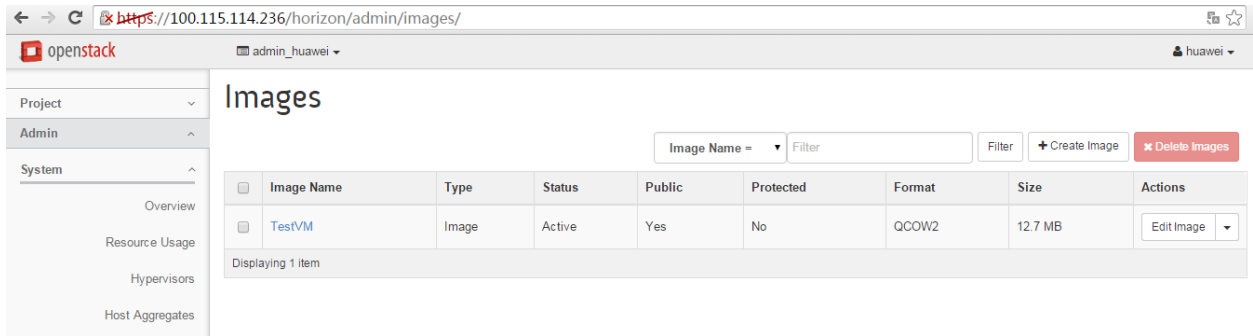 https://100.115.114.236/horizon/admin/images/
openstack admin_huawei huawei
Images
Project
Admin
System
Overview
Resource Usage
Hypervisors
Host Aggregates
Image Name = Filter Filter + Create Image × Delete Images
Image Name Type Status Public Protected Format Size Actions
TestVM Image Active Yes No QCOW2 12.7 MB Edit Image
Displaying 1 item